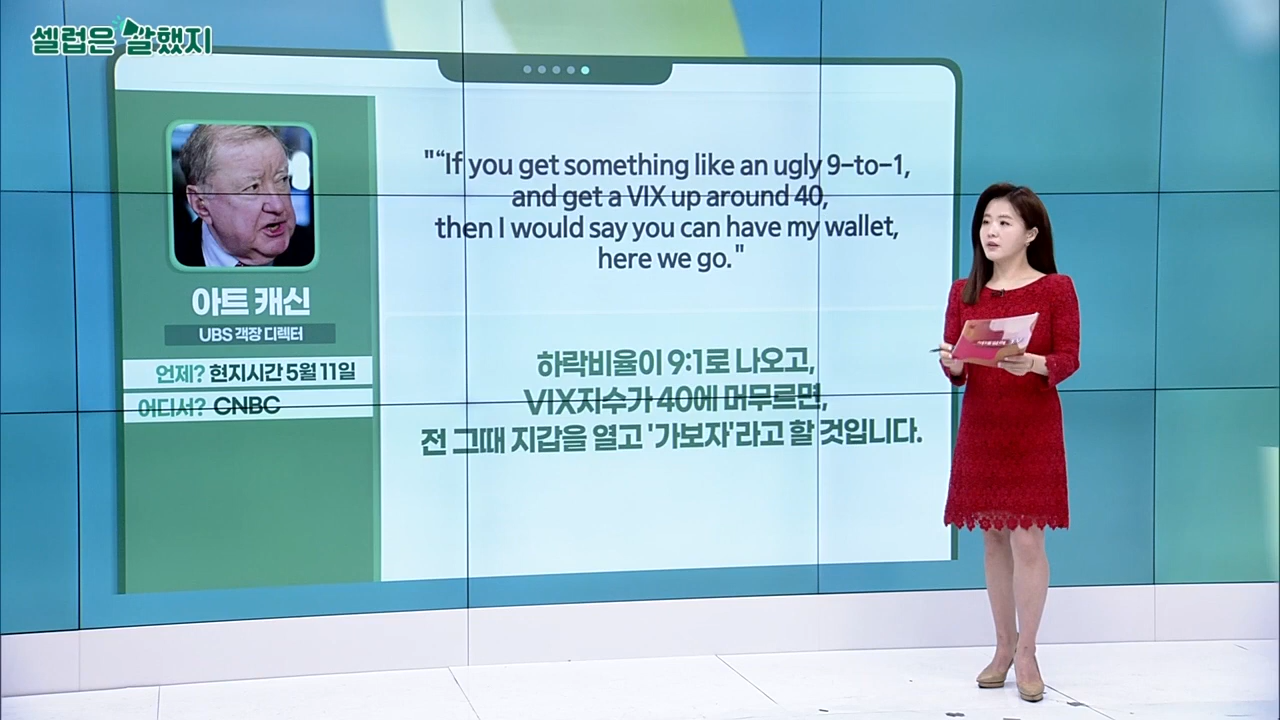 셀럽은 말했지
"“If you get something like an ugly 9-to-1,
and get a VIX up around 40,
then I would say you can have my wallet,
here we go."
아트 캐신
UBS 객장 디렉터
언제? 현지시간 5월 11일
어디서? CNBC
하락비율이 9:1로 나오고,
VIX지수가 40에 머무르면,
전 그때 지갑을 열고 '가보자'라고 할 것입니다.